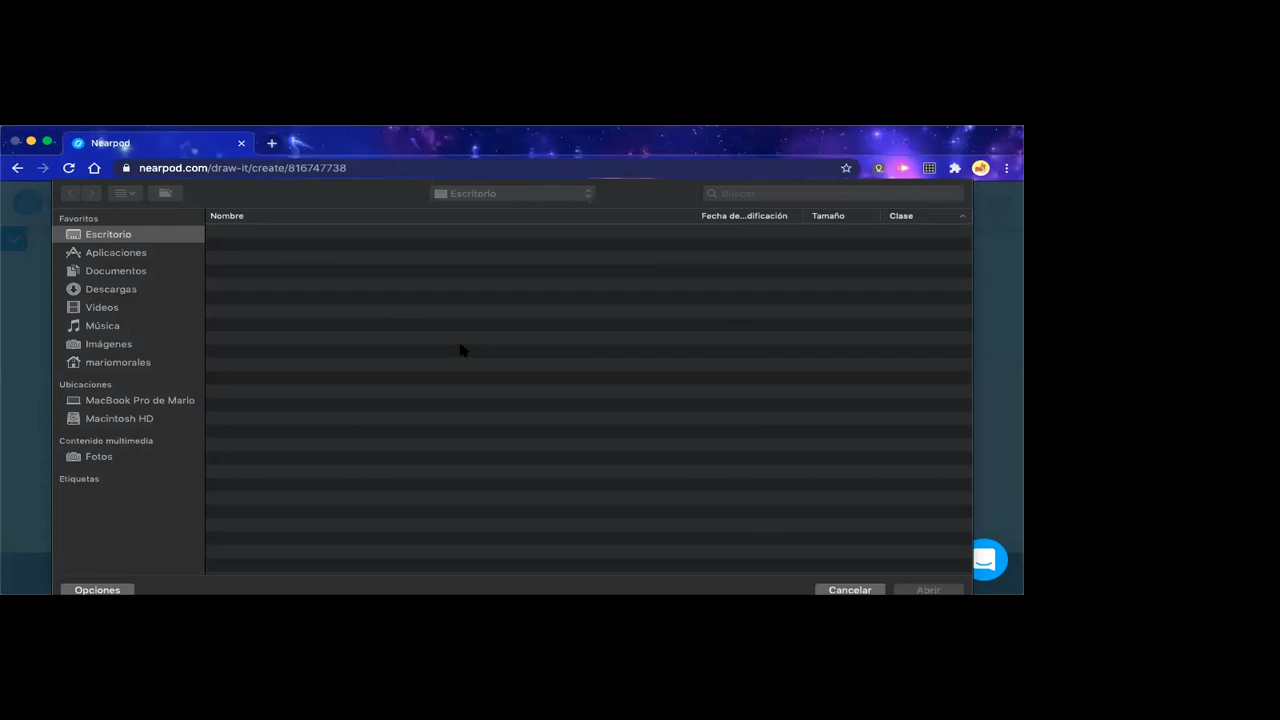 Nearpod
nearpod.com/draw-it/create/816747738
Escritorio
Buscar
Favoritos
Nombre
Fecha de...dificación
Tamaño
Clase
Escritorio
Aplicaciones
Documentos
Descargas
Videos
Música
Imágenes
mariomorales
Ubicaciones
MacBook Pro de Mario
Macintosh HD
Contenido multimedia
Fotos
Etiquetas
Opciones
Cancelar
Abrir